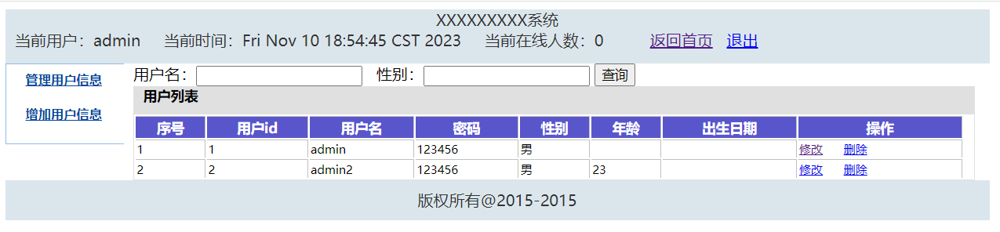 XXXXXXXXX系统
当前用户：admin 当前时间：Fri Nov 10 18:54:45 CST 2023 当前在线人数：0 返回首页 退出
管理用户信息
增加用户信息
用户名： 性别： 查询
用户列表
序号 用户id 用户名 密码 性别 年龄 出生日期 操作
1 1 admin 123456 男 修改 删除
2 2 admin2 123456 男 23 修改 删除
版权所有@2015-2015